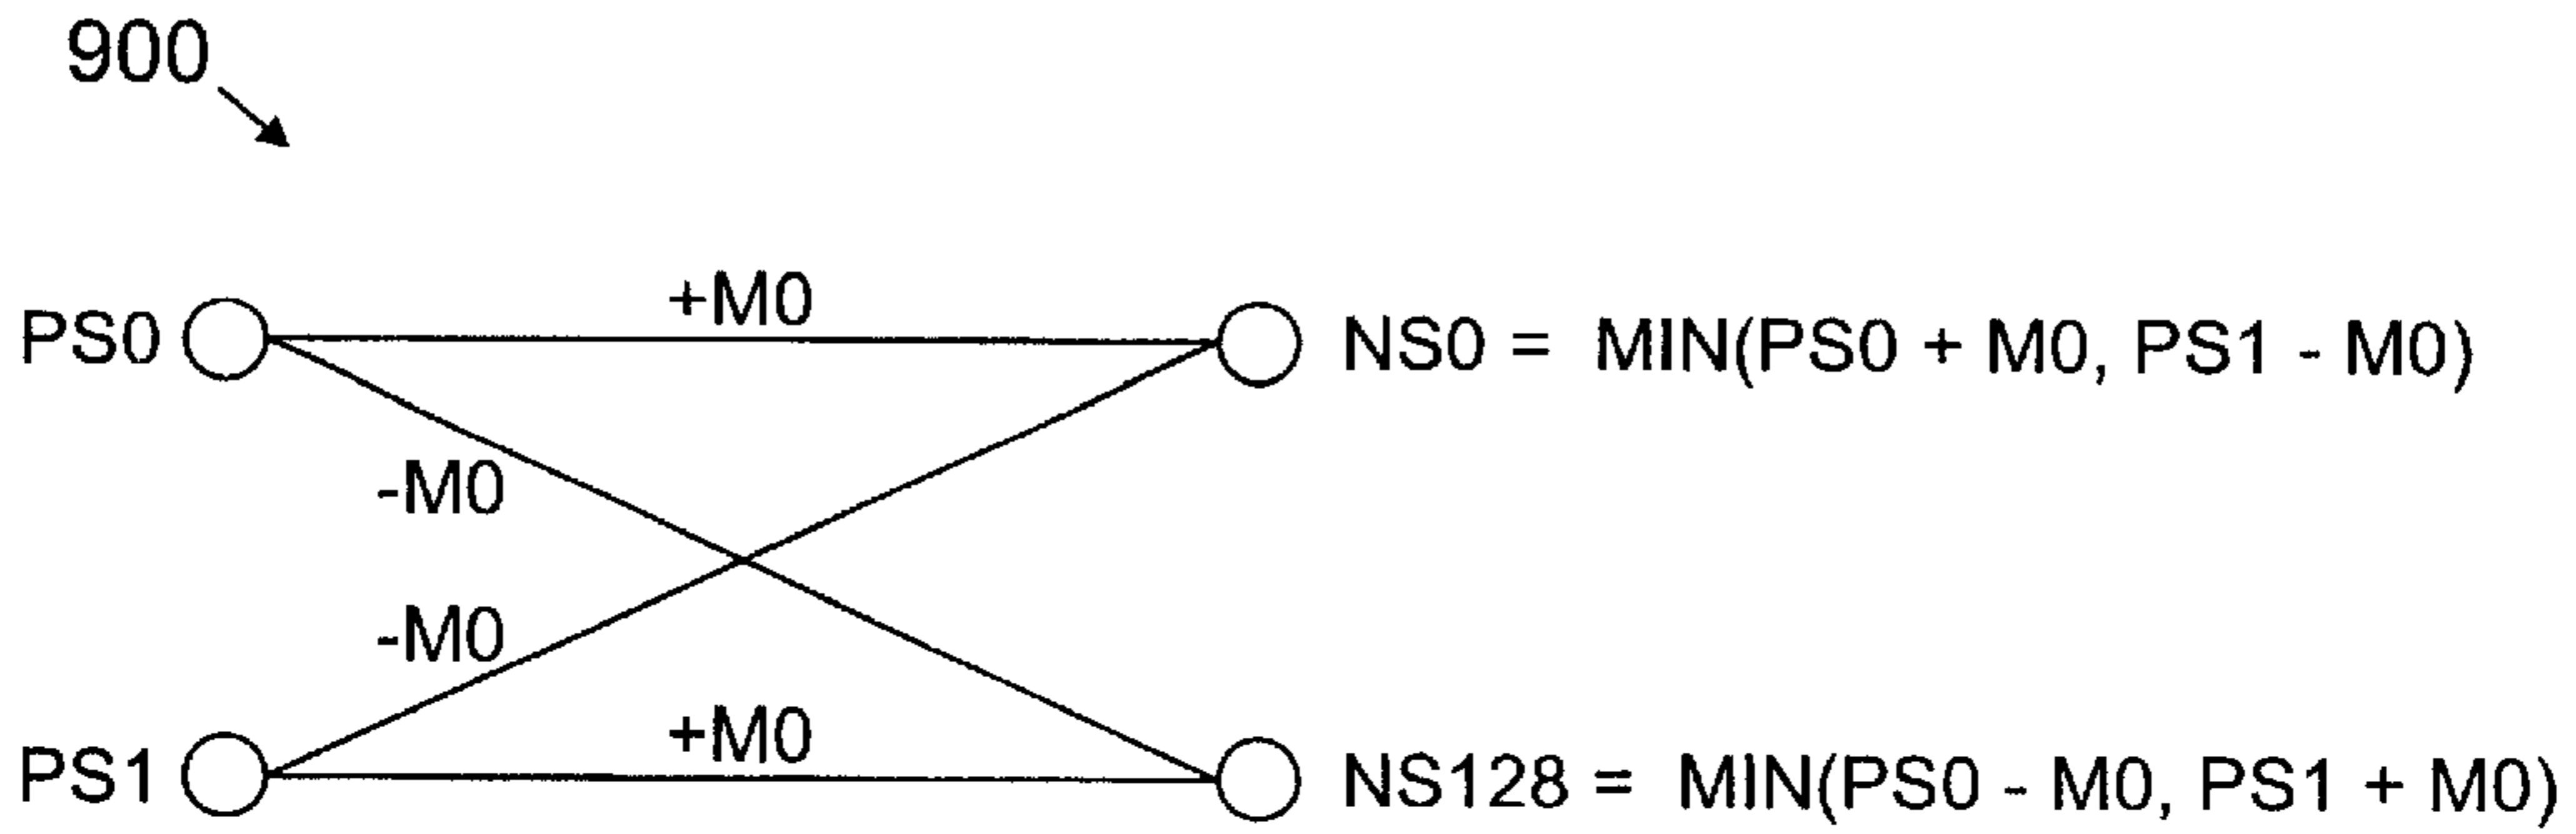 900
+M0
PS0
NS0 = MIN(PS0 + M0, PS1 - M0)
-M0
-M0
+M0
PS1
NS128 = MIN(PS0 - M0, PS1 + M0)